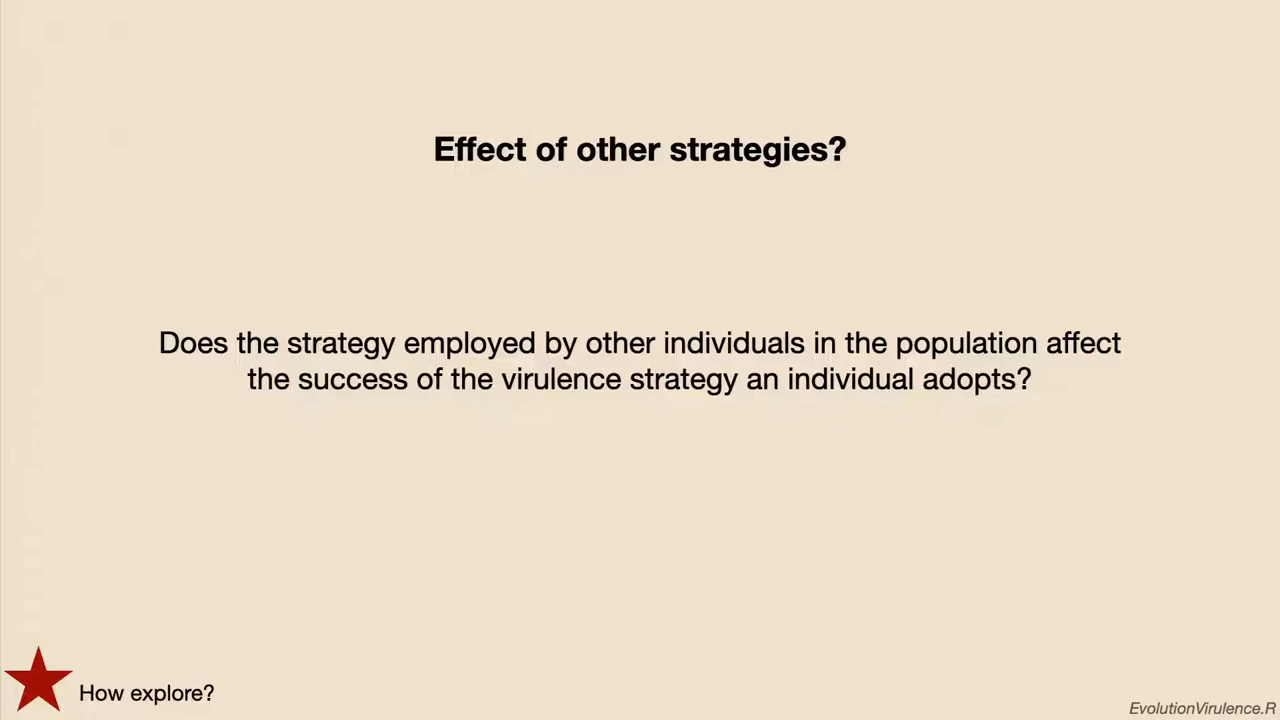 Effect of other strategies?
Does the strategy employed by other individuals in the population affect
the success of the virulence strategy an individual adopts?
How explore?
EvolutionVirulence.R